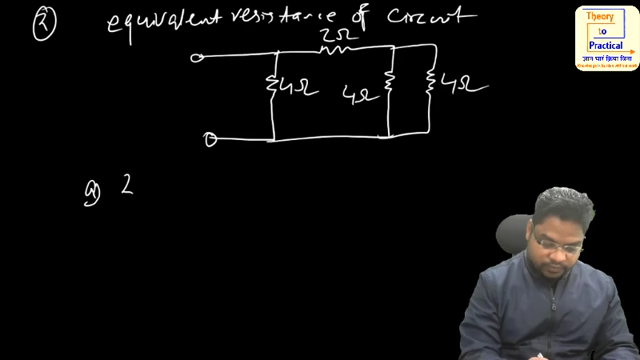 ② equivalent resistance of circuit
2Ω
4Ω
4Ω
4Ω
a) 2
Theory
to
Practical
ज्ञान भारं क्रिया बिना